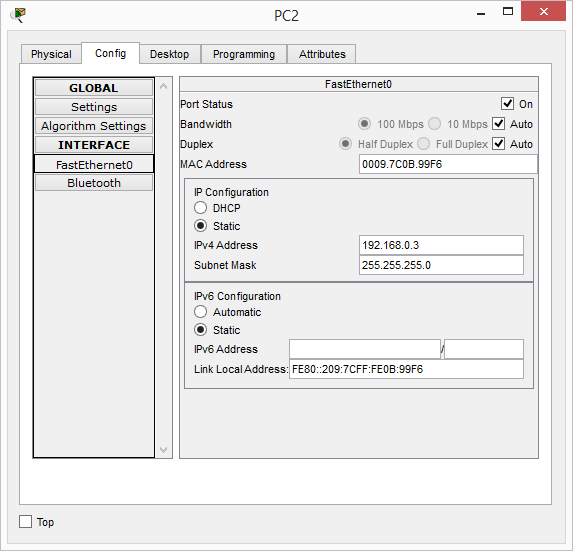 PC2
Physical Config Desktop Programming Attributes
GLOBAL
Settings
Algorithm Settings
INTERFACE
FastEthernet0
Bluetooth
FastEthernet0
Port Status On
Bandwidth 100 Mbps 10 Mbps Auto
Duplex Half Duplex Full Duplex Auto
MAC Address 0009.7C0B.99F6
IP Configuration
DHCP
Static
IPv4 Address 192.168.0.3
Subnet Mask 255.255.255.0
IPv6 Configuration
Automatic
Static
IPv6 Address /
Link Local Address: FE80::209:7CFF:FE0B:99F6
Top